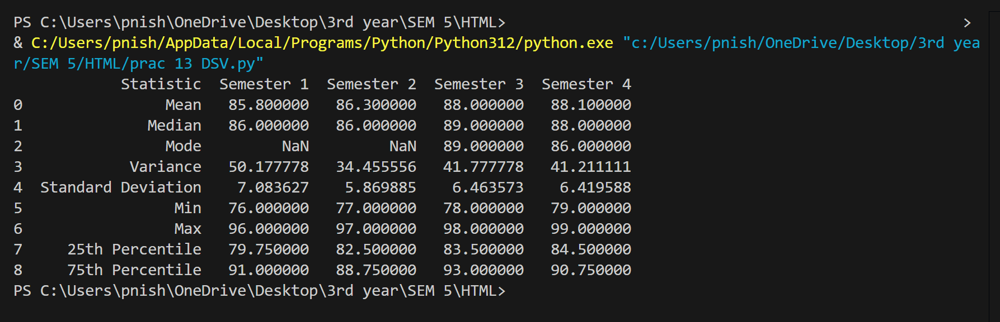 PS C:\Users\pnish\OneDrive\Desktop\3rd year\SEM 5\HTML> >
& C:/Users/pnish/AppData/Local/Programs/Python/Python312/python.exe "c:/Users/pnish/OneDrive/Desktop/3rd yea
r/SEM 5/HTML/prac 13 DSV.py"
            Statistic  Semester 1  Semester 2  Semester 3  Semester 4
0                Mean   85.800000   86.300000   88.000000   88.100000
1              Median   86.000000   86.000000   89.000000   88.000000
2                Mode         NaN         NaN   89.000000   86.000000
3            Variance   50.177778   34.455556   41.777778   41.211111
4  Standard Deviation    7.083627    5.869885    6.463573    6.419588
5                 Min   76.000000   77.000000   78.000000   79.000000
6                 Max   96.000000   97.000000   98.000000   99.000000
7     25th Percentile   79.750000   82.500000   83.500000   84.500000
8     75th Percentile   91.000000   88.750000   93.000000   90.750000
PS C:\Users\pnish\OneDrive\Desktop\3rd year\SEM 5\HTML>